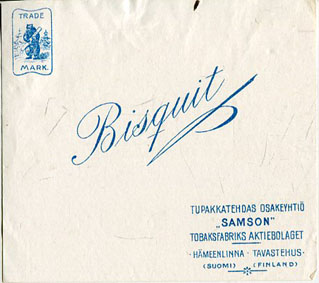 TRADE
MARK.
Bisquit
TUPAKKATEHDAS OSAKEYHTIÖ
„SAMSON”
TOBAKSFABRIKS AKTIEBOLAGET
HÄMEENLINNA · TAVASTEHUS·
(SUOMI) (FINLAND)